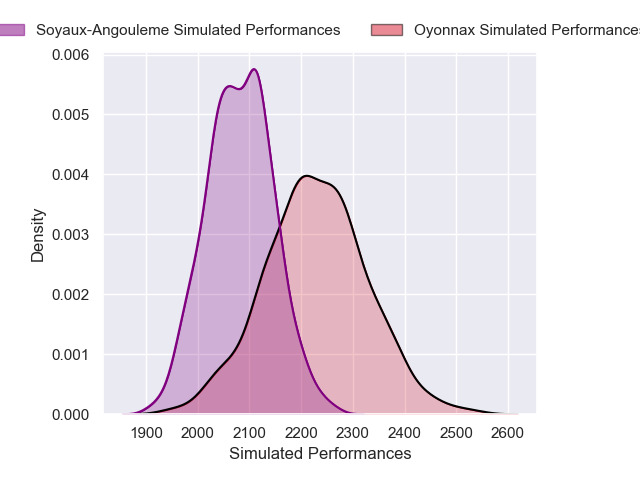 Soyaux-Angouleme Simulated Performances Oyonnax Simulated Performances
0.006
0.005
0.004
0.003
0.002
0.001
0.000
Density
1900 2000 2100 2200 2300 2400 2500 2600
Simulated Performances